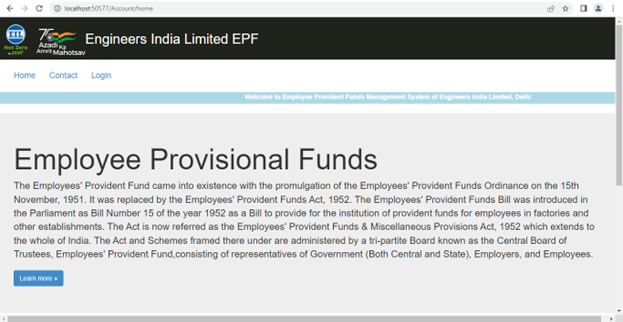 localhost:50577/Account/home
EIL
Net Zero
75
Azadi Ka
Amrit Mahotsav
Engineers India Limited EPF
Home Contact Login
Welcome to Employee Provident Funds Management System of Engineers India Limited, Delhi
Employee Provisional Funds
The Employees' Provident Fund came into existence with the promulgation of the Employees' Provident Funds Ordinance on the 15th
November, 1951. It was replaced by the Employees' Provident Funds Act, 1952. The Employees' Provident Funds Bill was introduced in
the Parliament as Bill Number 15 of the year 1952 as a Bill to provide for the institution of provident funds for employees in factories and
other establishments. The Act is now referred as the Employees' Provident Funds & Miscellaneous Provisions Act, 1952 which extends to
the whole of India. The Act and Schemes framed there under are administered by a tri-partite Board known as the Central Board of
Trustees, Employees' Provident Fund,consisting of representatives of Government (Both Central and State), Employers, and Employees.
Learn more »